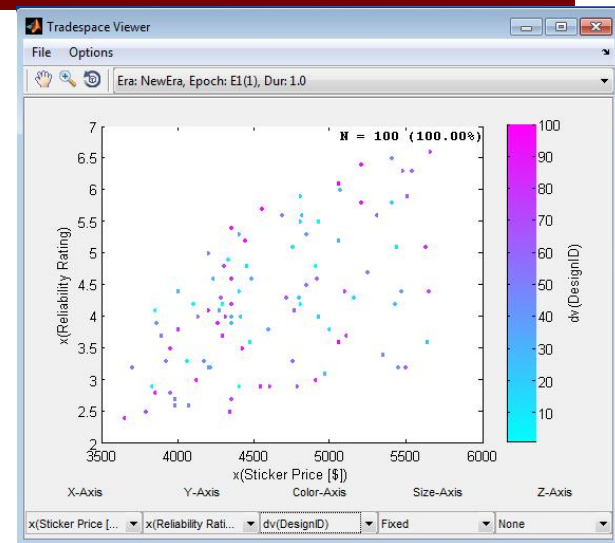 Tradespace Viewer
File Options
Era: NewEra, Epoch: E1(1), Dur: 1.0
N = 100 (100.00%)
7
6.5
6
5.5
5
4.5
4
3.5
3
2.5
2
x(Reliability Rating)
3500 4000 4500 5000 5500 6000
x(Sticker Price [$])
100
90
80
70
60
50
40
30
20
10
dv(DesignID)
X-Axis Y-Axis Color-Axis Size-Axis Z-Axis
x(Sticker Price [... x(Reliability Rati... dv(DesignID) Fixed None